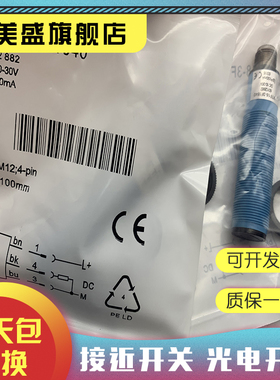 美盛旗舰店
882
0-30V
0mA
M12;4-pin
100mm
CE
bn 1 L+
bk 4
bu 3 DC
M
4
PE LD
可开发
质保一
天包
换
接近开关 光电开